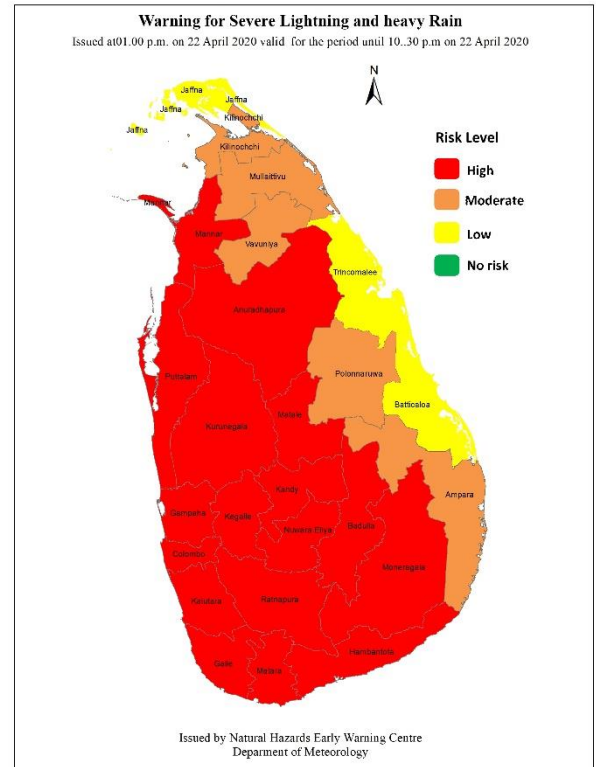 Warning for Severe Lightning and heavy Rain
Issued at01.00 p.m. on 22 April 2020 valid for the period until 10..30 p.m on 22 April 2020
N
Jaffna
Jaffna
Jaffna
Kilinochchi
Jaffna
Kilinochchi
Mullaittivu
Mannar
Mannar
Vavuniya
Trincomalee
Anuradhapura
Polonnaruwa
Puttalam
Batticaloa
Matale
Kurunegala
Kandy
Ampara
Gampaha
Kegalle
Nuwera Eliya
Badulla
Colombo
Moneragala
Kalutara
Ratnapura
Hambantota
Galle
Matara
Risk Level
High
Moderate
Low
No risk
Issued by Natural Hazards Early Warning Centre
Deparment of Meteorology